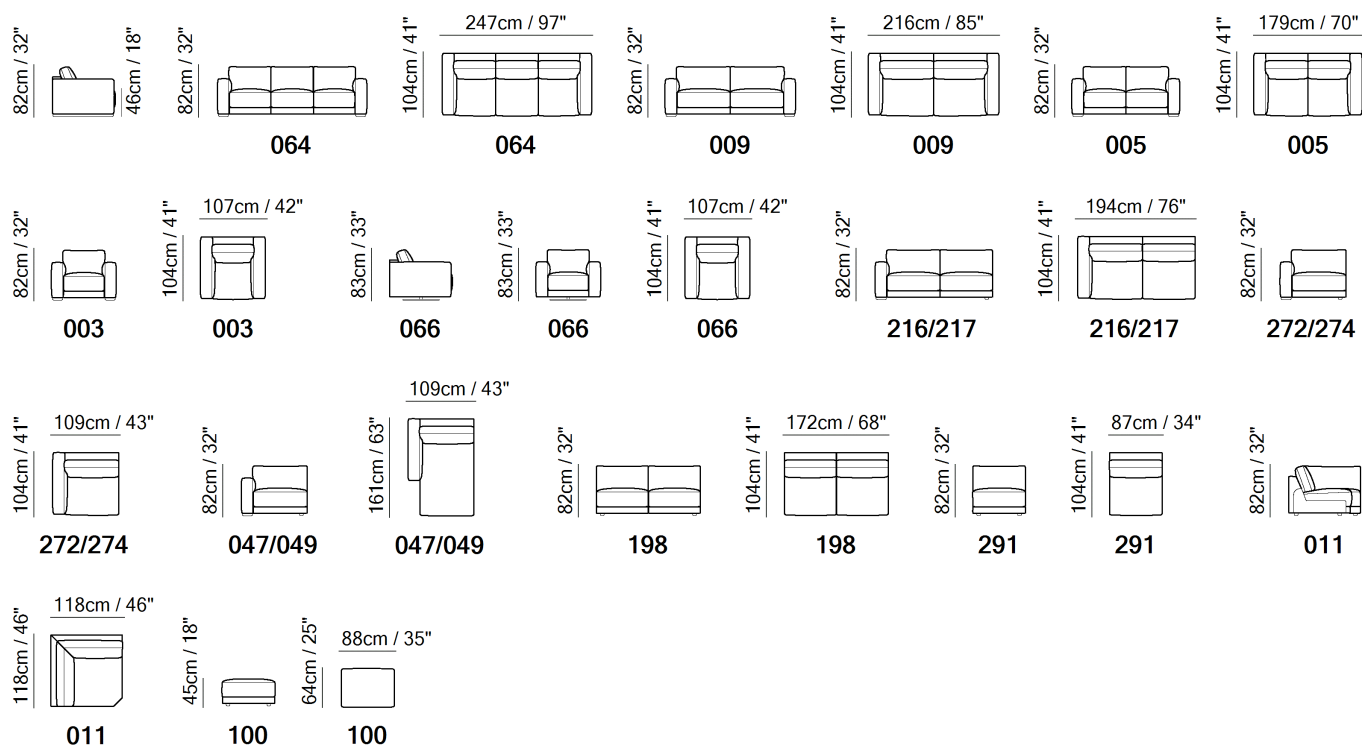 82cm / 32"
46cm / 18"
82cm / 32"
064
104cm / 41"
247cm / 97"
064
82cm / 32"
009
104cm / 41"
216cm / 85"
009
82cm / 32"
005
104cm / 41"
179cm / 70"
005
82cm / 32"
003
104cm / 41"
107cm / 42"
003
83cm / 33"
066
83cm / 33"
066
104cm / 41"
107cm / 42"
066
82cm / 32"
216/217
104cm / 41"
194cm / 76"
216/217
82cm / 32"
272/274
104cm / 41"
109cm / 43"
272/274
82cm / 32"
047/049
161cm / 63"
109cm / 43"
047/049
82cm / 32"
198
104cm / 41"
172cm / 68"
198
82cm / 32"
291
104cm / 41"
87cm / 34"
291
82cm / 32"
011
118cm / 46"
118cm / 46"
011
45cm / 18"
100
64cm / 25"
88cm / 35"
100